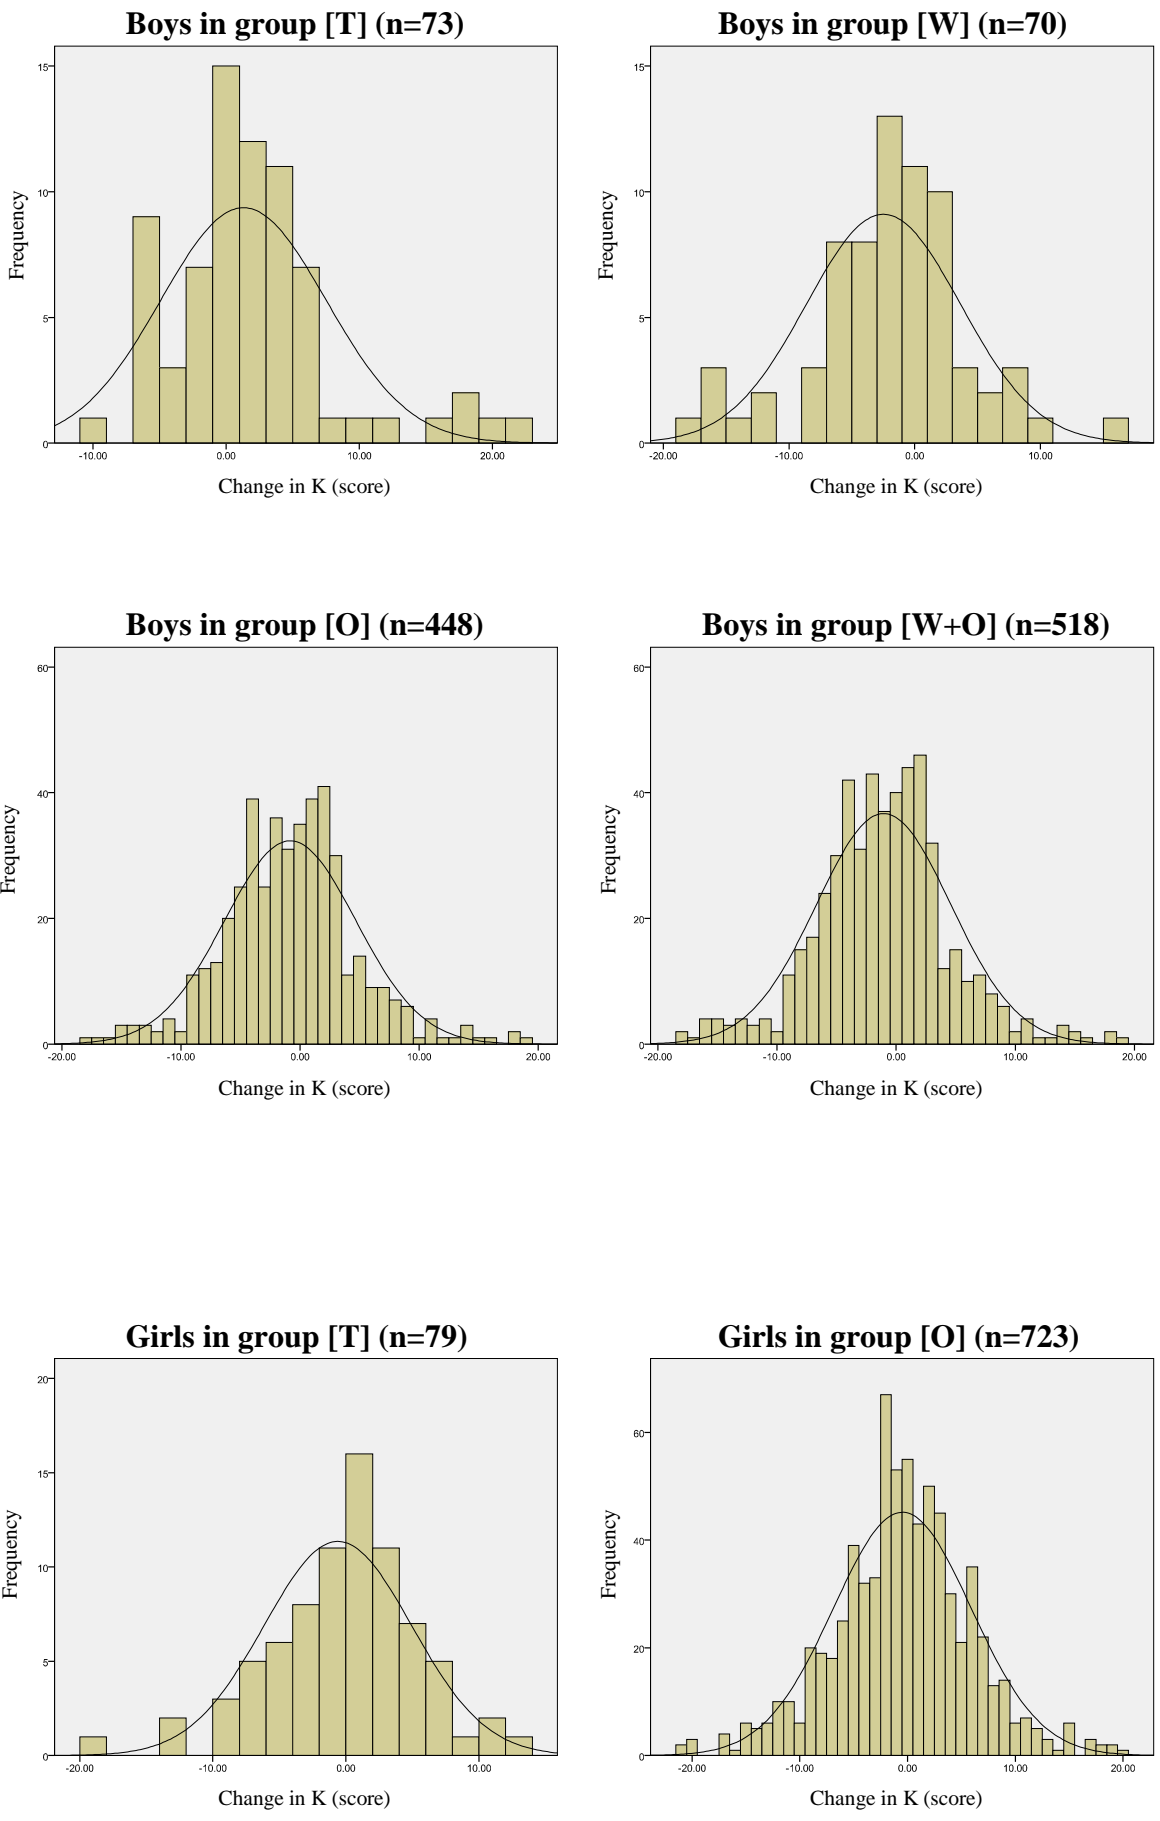 Boys in group [T] (n=73)
15
10
5
0
Frequency
-10.00 0.00 10.00 20.00
Change in K (score)
Boys in group [W] (n=70)
15
10
5
0
Frequency
-20.00 -10.00 0.00 10.00
Change in K (score)
Boys in group [O] (n=448)
60
40
20
0
Frequency
-20.00 -10.00 0.00 10.00 20.00
Change in K (score)
Boys in group [W+O] (n=518)
60
40
20
0
Frequency
-20.00 -10.00 0.00 10.00 20.00
Change in K (score)
Girls in group [T] (n=79)
20
15
10
5
0
Frequency
-20.00 -10.00 0.00 10.00
Change in K (score)
Girls in group [O] (n=723)
60
40
20
0
Frequency
-20.00 -10.00 0.00 10.00 20.00
Change in K (score)